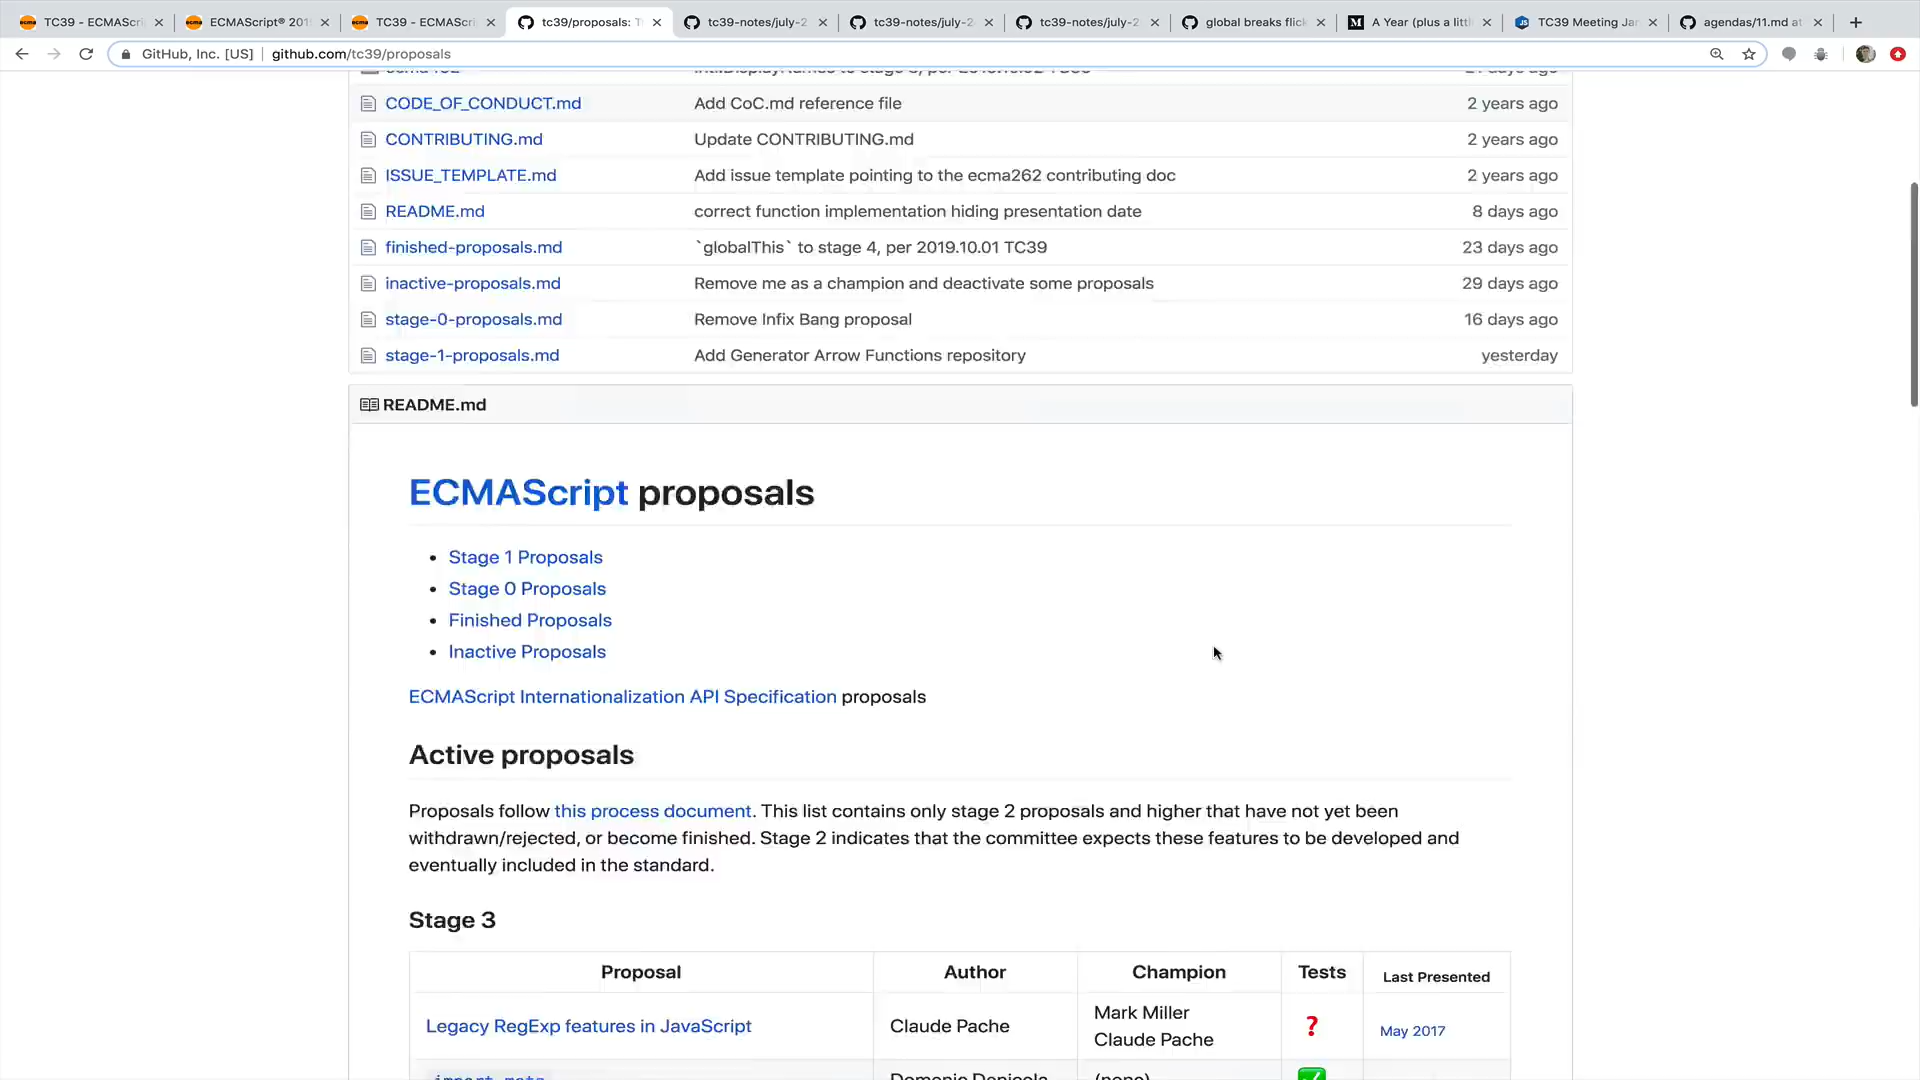 TC39 - ECMAScri
ECMAScript® 201
TC39 - ECMAScri
tc39/proposals: T
tc39-notes/july-2
tc39-notes/july-2
tc39-notes/july-2
global breaks flick
A Year (plus a littl
TC39 Meeting Jan
agendas/11.md at
GitHub, Inc. [US] | github.com/tc39/proposals
CODE_OF_CONDUCT.md Add CoC.md reference file 2 years ago
CONTRIBUTING.md Update CONTRIBUTING.md 2 years ago
ISSUE_TEMPLATE.md Add issue template pointing to the ecma262 contributing doc 2 years ago
README.md correct function implementation hiding presentation date 8 days ago
finished-proposals.md `globalThis` to stage 4, per 2019.10.01 TC39 23 days ago
inactive-proposals.md Remove me as a champion and deactivate some proposals 29 days ago
stage-0-proposals.md Remove Infix Bang proposal 16 days ago
stage-1-proposals.md Add Generator Arrow Functions repository yesterday
README.md
ECMAScript proposals
• Stage 1 Proposals
• Stage 0 Proposals
• Finished Proposals
• Inactive Proposals
ECMAScript Internationalization API Specification proposals
Active proposals
Proposals follow this process document. This list contains only stage 2 proposals and higher that have not yet been
withdrawn/rejected, or become finished. Stage 2 indicates that the committee expects these features to be developed and
eventually included in the standard.
Stage 3
Proposal Author Champion Tests Last Presented
Legacy RegExp features in JavaScript Claude Pache Mark Miller
Claude Pache ❓ May 2017